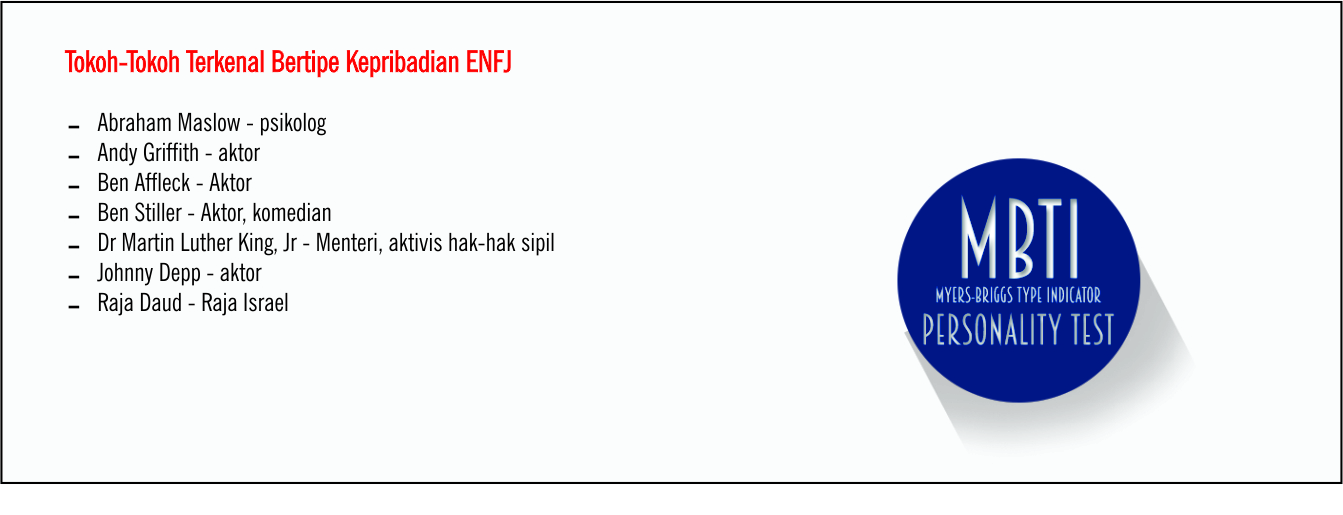 Tokoh-Tokoh Terkenal Bertipe Kepribadian ENFJ
- Abraham Maslow - psikolog
- Andy Griffith - aktor
- Ben Affleck - Aktor
- Ben Stiller - Aktor, komedian
- Dr Martin Luther King, Jr - Menteri, aktivis hak-hak sipil
- Johnny Depp - aktor
- Raja Daud - Raja Israel
MBTI
MYERS-BRIGGS TYPE INDICATOR
PERSONALITY TEST